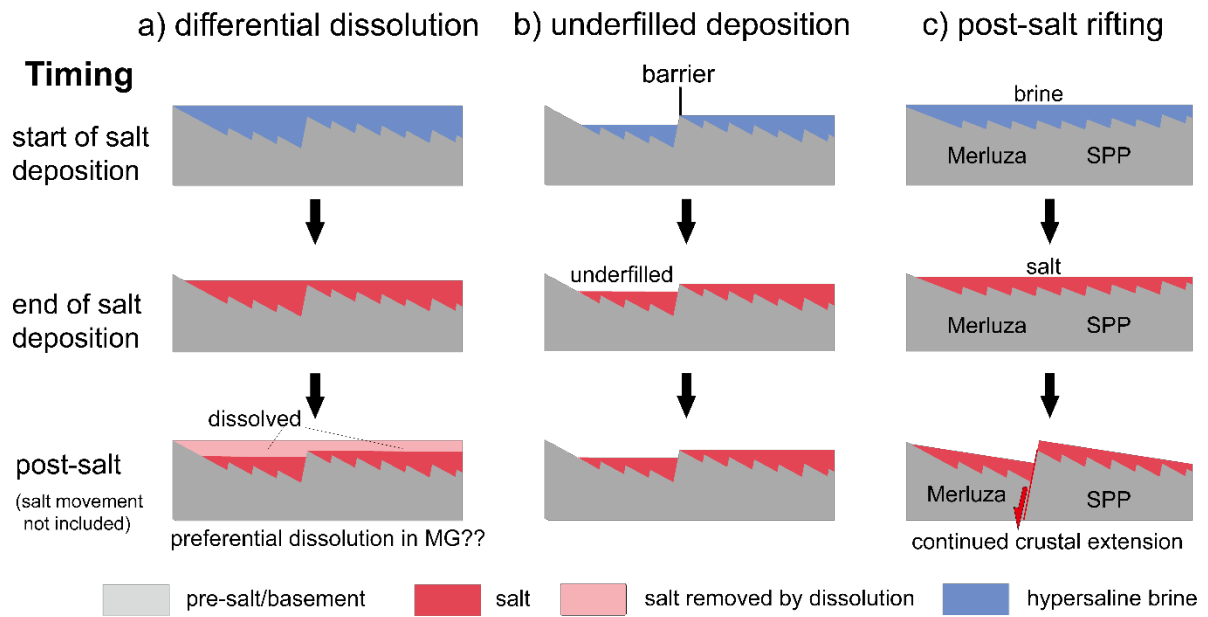 a) differential dissolution
b) underfilled deposition
c) post-salt rifting
Timing
barrier
brine
start of salt
deposition
Merluza
SPP
underfilled
salt
end of salt
deposition
Merluza
SPP
dissolved
post-salt
(salt movement
not included)
Merluza
SPP
preferential dissolution in MG??
continued crustal extension
pre-salt/basement
salt
salt removed by dissolution
hypersaline brine